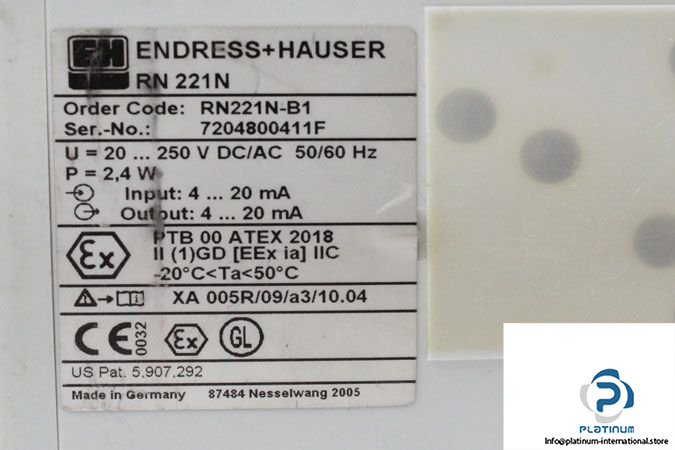 EH ENDRESS+HAUSER
RN 221N
Order Code: RN221N-B1
Ser.-No.: 7204800411F
U = 20 ... 250 V DC/AC 50/60 Hz
P = 2,4 W
Input: 4 ... 20 mA
Output: 4 ... 20 mA
Ex PTB 00 ATEX 2018
II (1)GD [EEx ia] IIC
-20°C<Ta<50°C
XA 005R/09/a3/10.04
CE 0032 Ex GL
US Pat. 5,907,292
Made in Germany 87484 Nesselwang 2005
PLATINUM
info@platinum-international.store